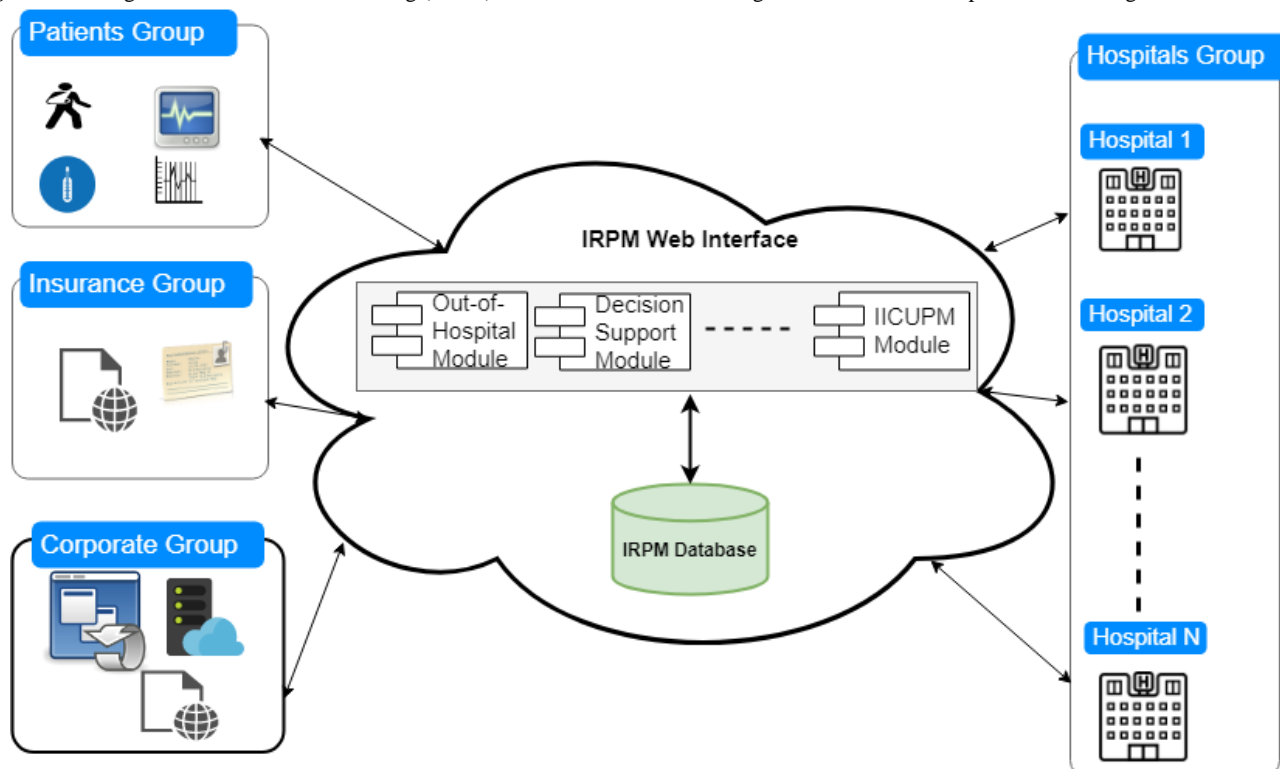 Patients Group
Hospitals Group
Hospital 1
IRPM Web Interface
Insurance Group
Out-of-
Hospital
Module
Decision
Support
Module
IICUPM
Module
Hospital 2
Corporate Group
IRPM Database
Hospital N